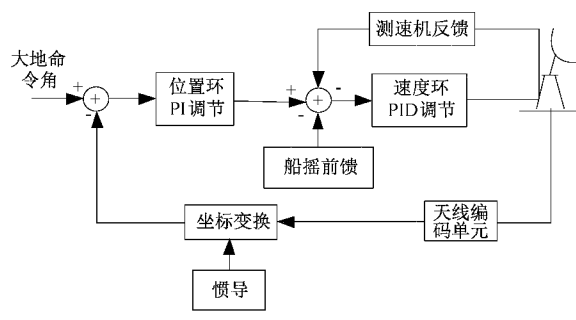 测速机反馈
大地命
令角
+
+
-
位置环
PI调节
+
+
-
-
速度环
PID调节
船摇前馈
坐标变换
天线编
码单元
惯导